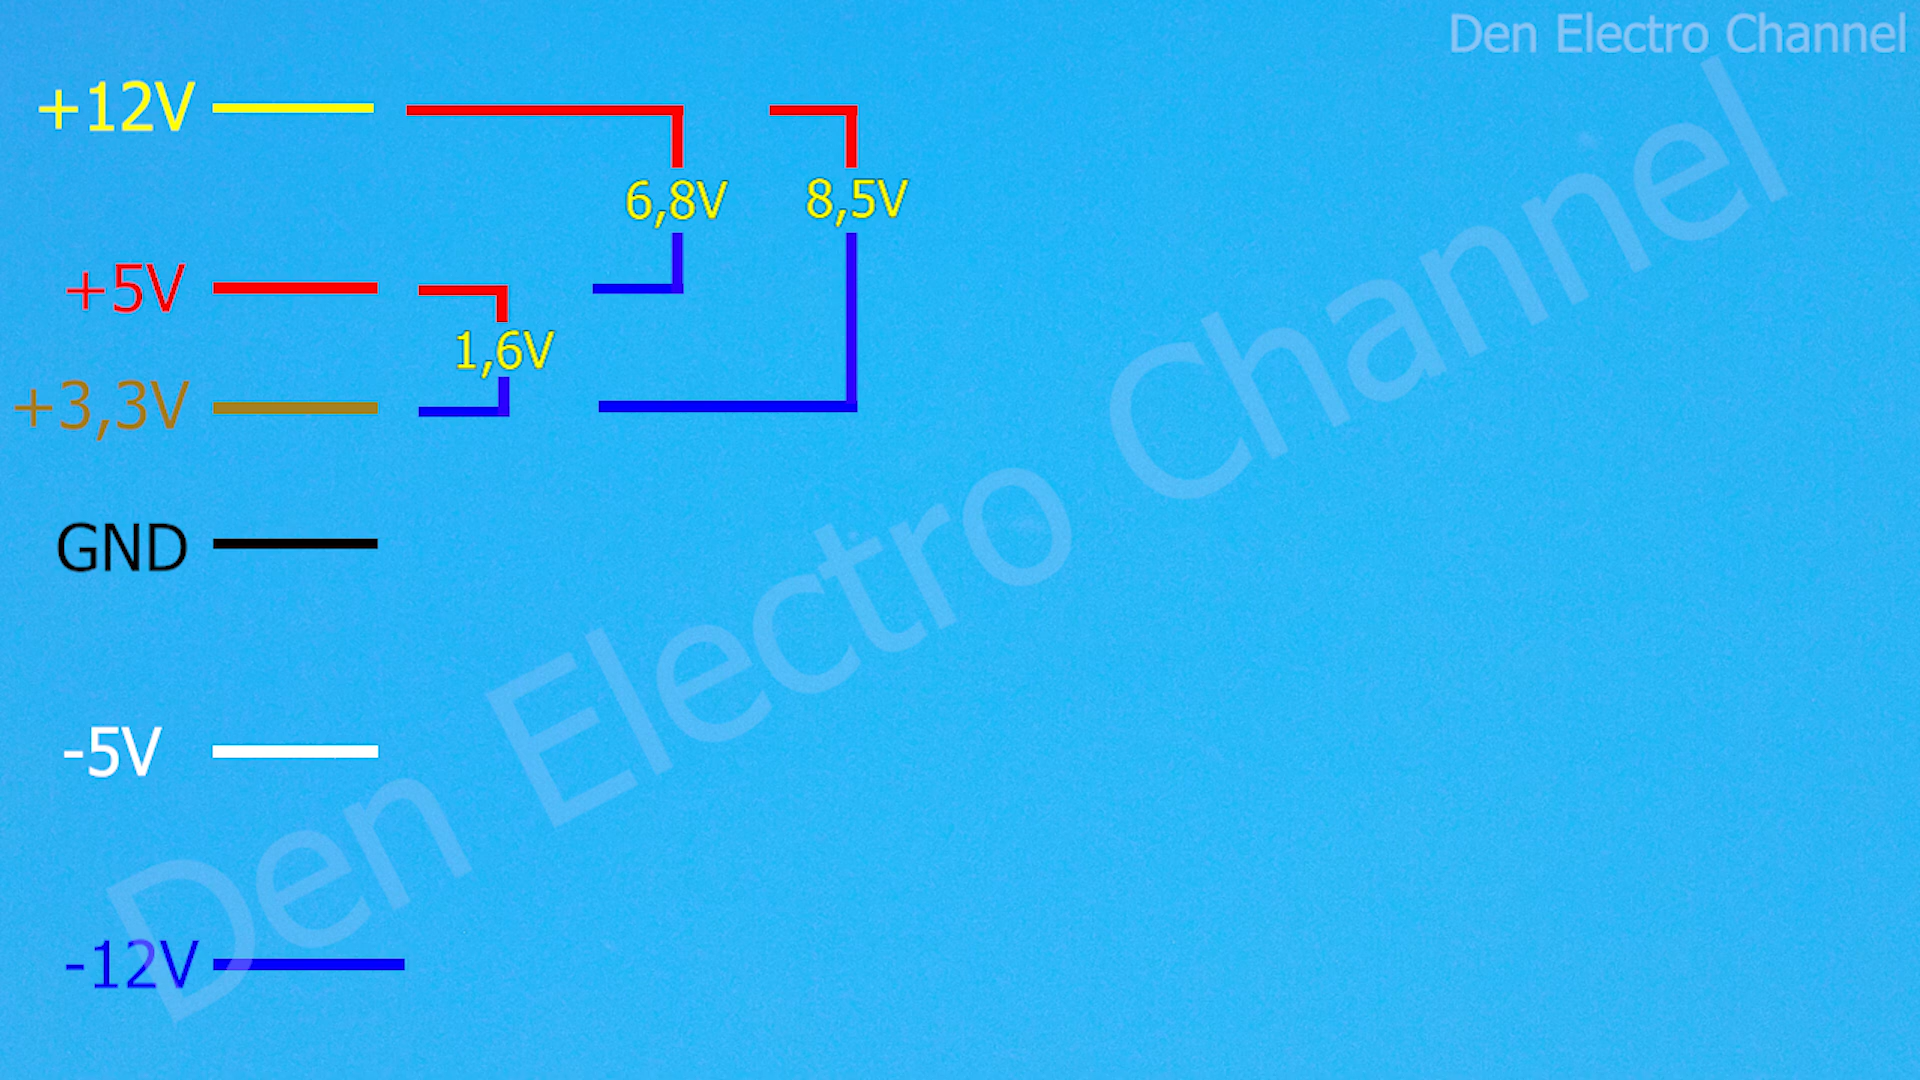 Den Electro Channel
+12V
6,8V 8,5V
+5V
1,6V
+3,3V
GND
-5V
-12V
Den Electro Channel